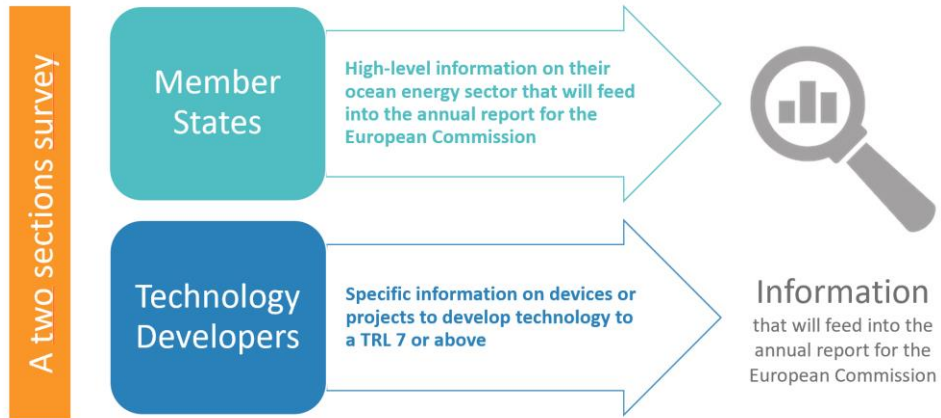 A two sections survey
Member
States
High-level information on their
ocean energy sector that will feed
into the annual report for the
European Commission
Technology
Developers
Specific information on devices or
projects to develop technology to
a TRL 7 or above
Information
that will feed into the
annual report for the
European Commission